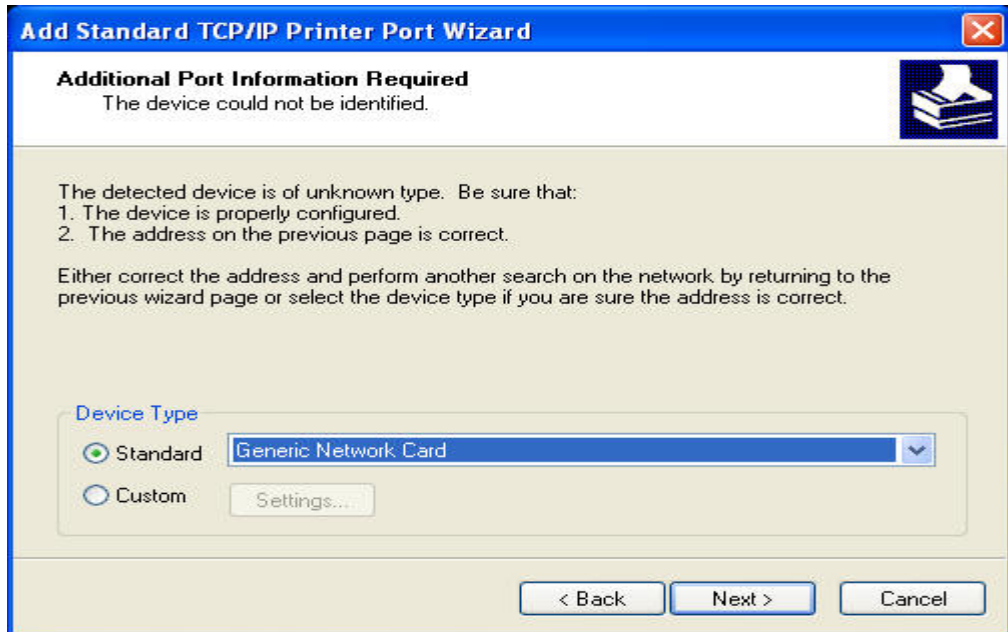 Add Standard TCP/IP Printer Port Wizard
Additional Port Information Required
The device could not be identified.
The detected device is of unknown type.  Be sure that:
1. The device is properly configured.
2.  The address on the previous page is correct.
Either correct the address and perform another search on the network by returning to the
previous wizard page or select the device type if you are sure the address is correct.
Device Type
Standard Generic Network Card
Custom Settings...
< Back Next > Cancel